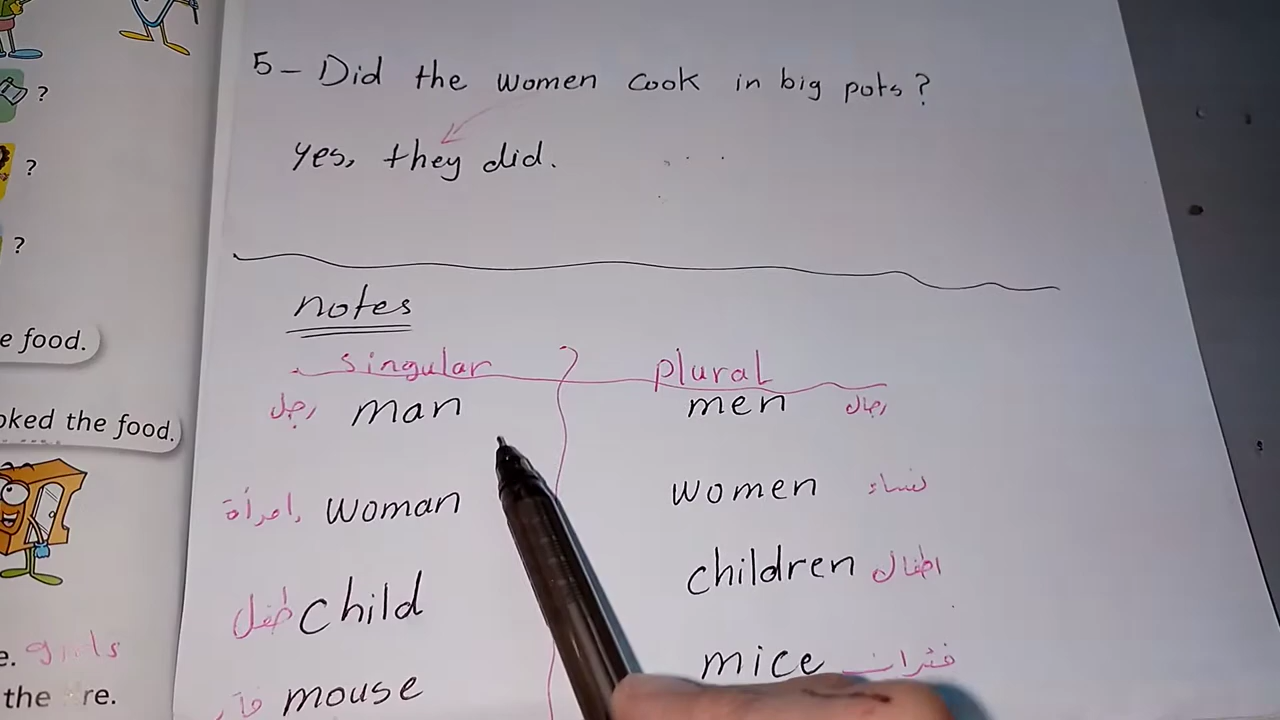 ?
?
?
e food.
oked the food.
e. girls
the re.
5- Did the women cook in big pots?
yes, they did.
notes
singular plural
رجل man men رجال
امرأة woman women نساء
طفل child children اطفال
mouse mice فئران